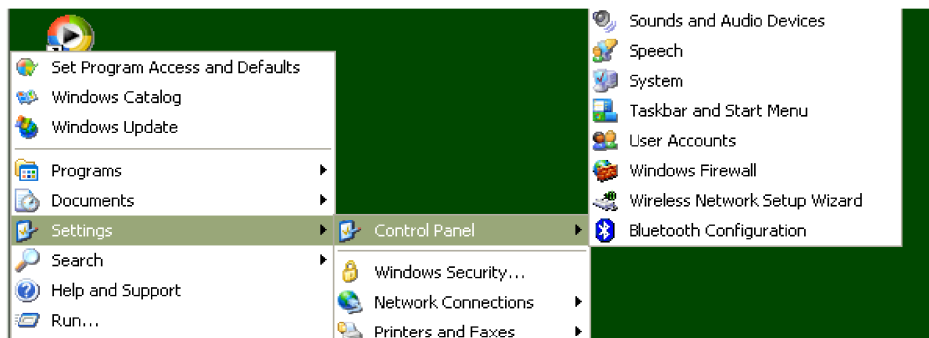 Set Program Access and Defaults
Windows Catalog
Windows Update
Programs
Documents
Settings
Search
Help and Support
Run...
Control Panel
Windows Security...
Network Connections
Printers and Faxes
Sounds and Audio Devices
Speech
System
Taskbar and Start Menu
User Accounts
Windows Firewall
Wireless Network Setup Wizard
Bluetooth Configuration